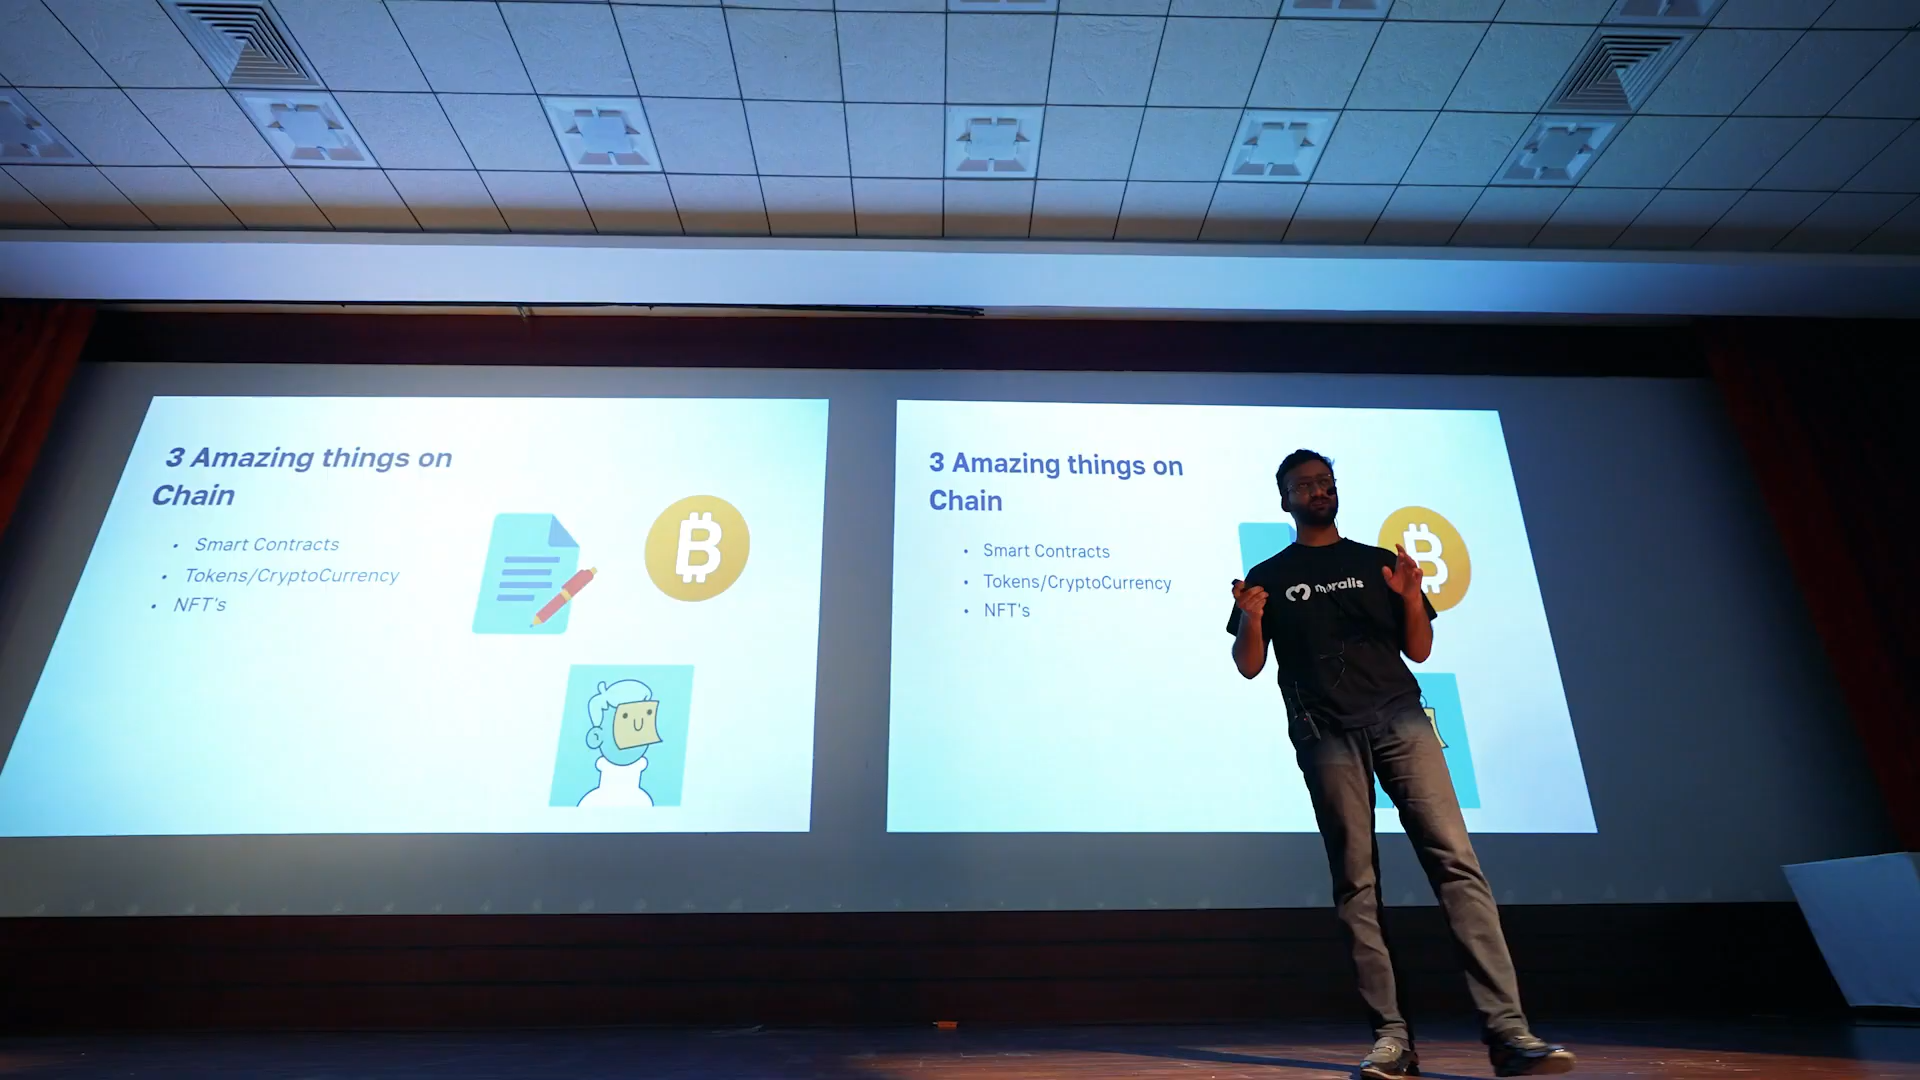 3 Amazing things on
Chain
• Smart Contracts
• Tokens/CryptoCurrency
• NFT's
3 Amazing things on
Chain
• Smart Contracts
• Tokens/CryptoCurrency
• NFT's
moralis